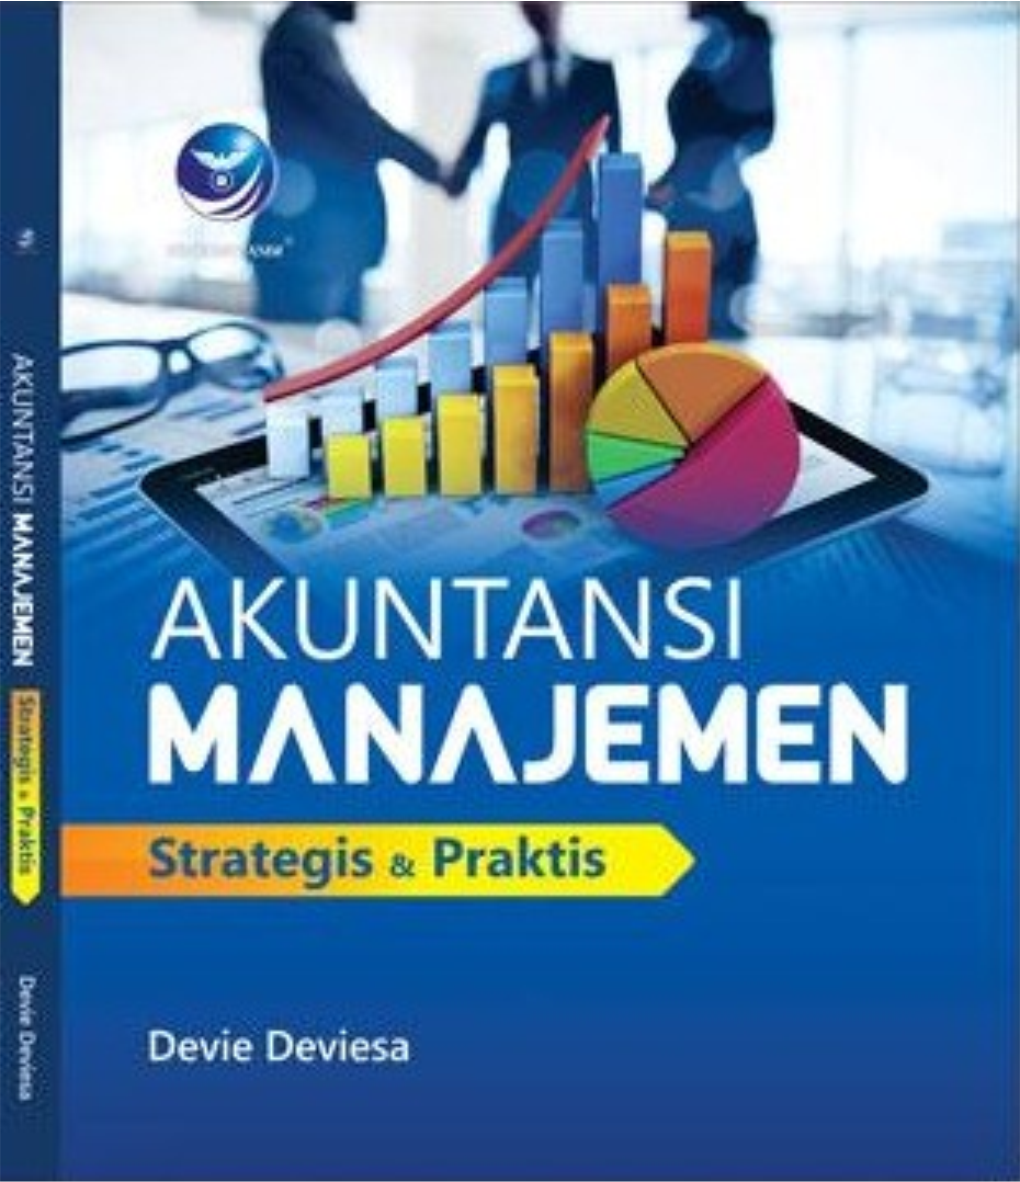 AKUNTANSI
MANAJEMEN
Strategis & Praktis
Devie Deviesa
AKUNTANSI MANAJEMEN Strategis & Praktis Devie Deviesa